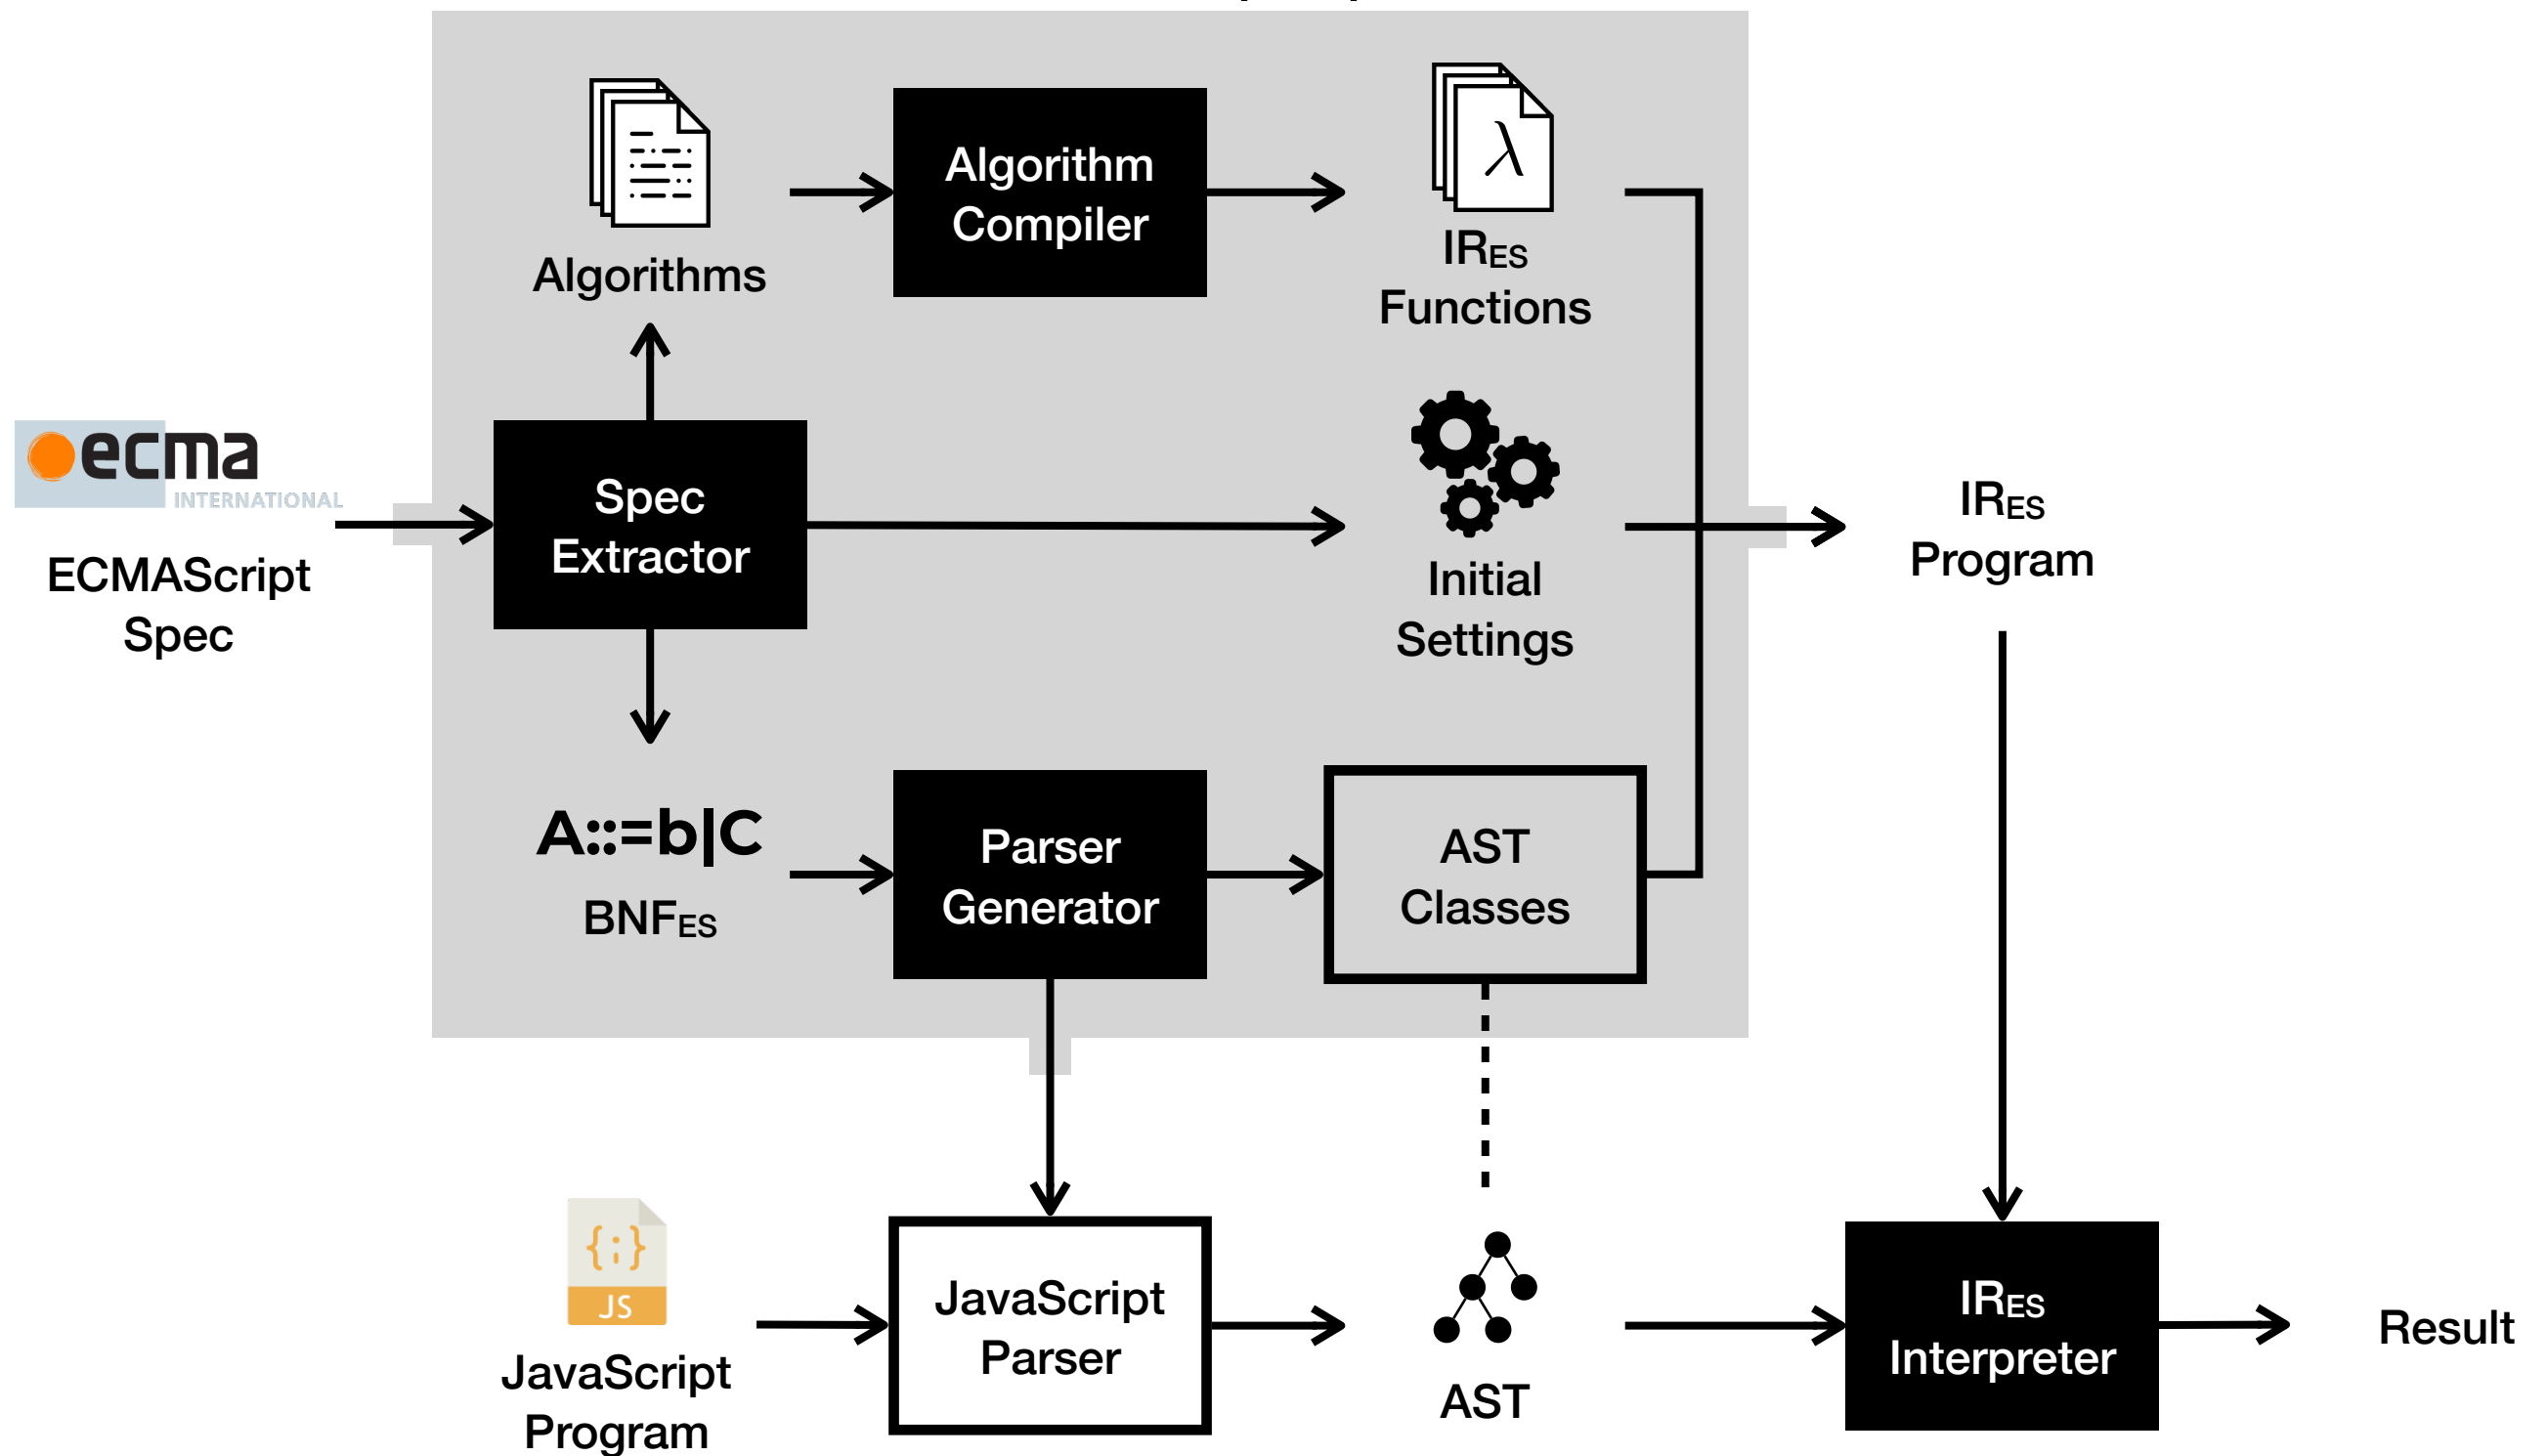 Algorithms
Algorithm
Compiler
λ
IRES
Functions
ecma
INTERNATIONAL
ECMAScript
Spec
Spec
Extractor
Initial
Settings
IRES
Program
A::=b|C
BNFES
Parser
Generator
AST
Classes
{;}
JS
JavaScript
Program
JavaScript
Parser
AST
IRES
Interpreter
Result